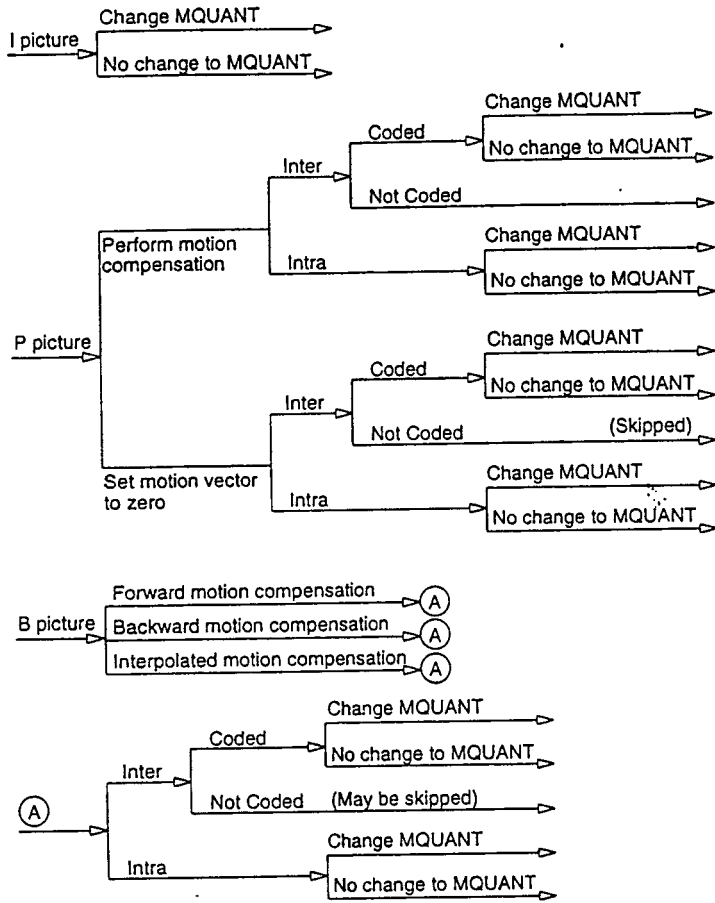 Change MQUANT
I picture
No change to MQUANT
Change MQUANT
Coded
No change to MQUANT
Inter
Not Coded
Perform motion
compensation
Change MQUANT
Intra
No change to MQUANT
P picture
Change MQUANT
Coded
No change to MQUANT
Inter
Not Coded (Skipped)
Set motion vector
to zero
Change MQUANT
Intra
No change to MQUANT
Forward motion compensation A
B picture
Backward motion compensation A
Interpolated motion compensation A
Change MQUANT
Coded
No change to MQUANT
Inter
Not Coded (May be skipped)
A
Change MQUANT
Intra
No change to MQUANT